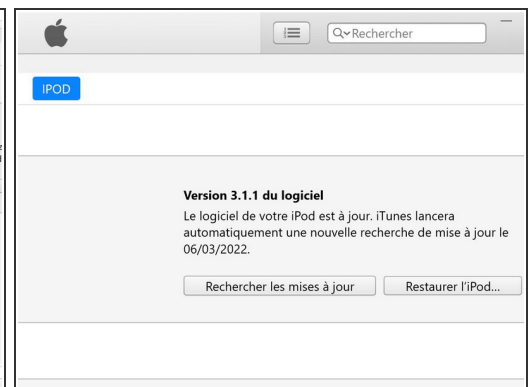 Rechercher
IPOD
Version 3.1.1 du logiciel
Le logiciel de votre iPod est à jour. iTunes lancera
automatiquement une nouvelle recherche de mise à jour le
06/03/2022.
Rechercher les mises à jour
Restaurer l'iPod...